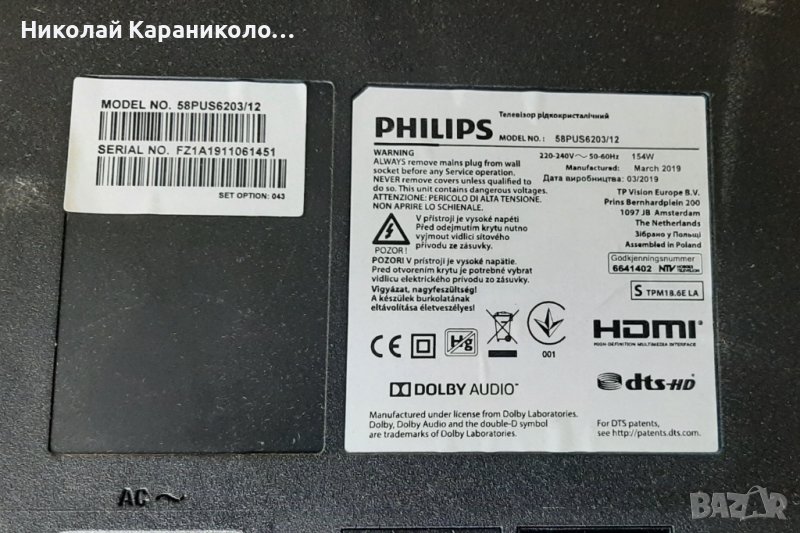 Николай Караниколо...
MODEL NO. 58PUS6203/12
SERIAL NO. FZ1A1911061451
SET OPTION: 043
PHILIPS
Телевізор рідкокристалічний
MODEL NO.: 58PUS6203/12
WARNING
ALWAYS remove mains plug from wall
socket before any Service operation.
NEVER remove covers unless qualified to
do so. This unit contains dangerous voltages.
ATTENZIONE: PERICOLO DI ALTA TENSIONE.
NON APRIRE LO SCHIENALE.
220-240V~ 50-60Hz 154W
Manufactured: March 2019
Дата виробництва: 03/2019
TP Vision Europe B.V.
Prins Bernhardplein 200
1097 JB Amsterdam
The Netherlands
Зібрано у Польщі
Assembled in Poland
V přístroji je vysoké napětí
Před odejmutím krytu nutno
vyjmout vidlici síťového
přívodu ze zásuvky.
POZOR!
POZOR! V prístroji je vysoké napätie.
Pred otvorením krytu je potrebné vybrat
vidlicu elektrického prívodu zo zásuvky.
Vigyázat, nagyfeszültség!
A készülek burkolatának
eltávolítása életveszélyes!
Godkjenningsnummer
6641402 NTV NORGES TELEVISJON
S TPM18.6E LA
CE
Hg
001
HDMI
HIGH-DEFINITION MULTIMEDIA INTERFACE
DOLBY AUDIO™
dts-HD
Manufactured under license from Dolby Laboratories.
Dolby, Dolby Audio and the double-D symbol
are trademarks of Dolby Laboratories.
For DTS patents,
see http://patents.dts.com.
AC ~
BAZAR